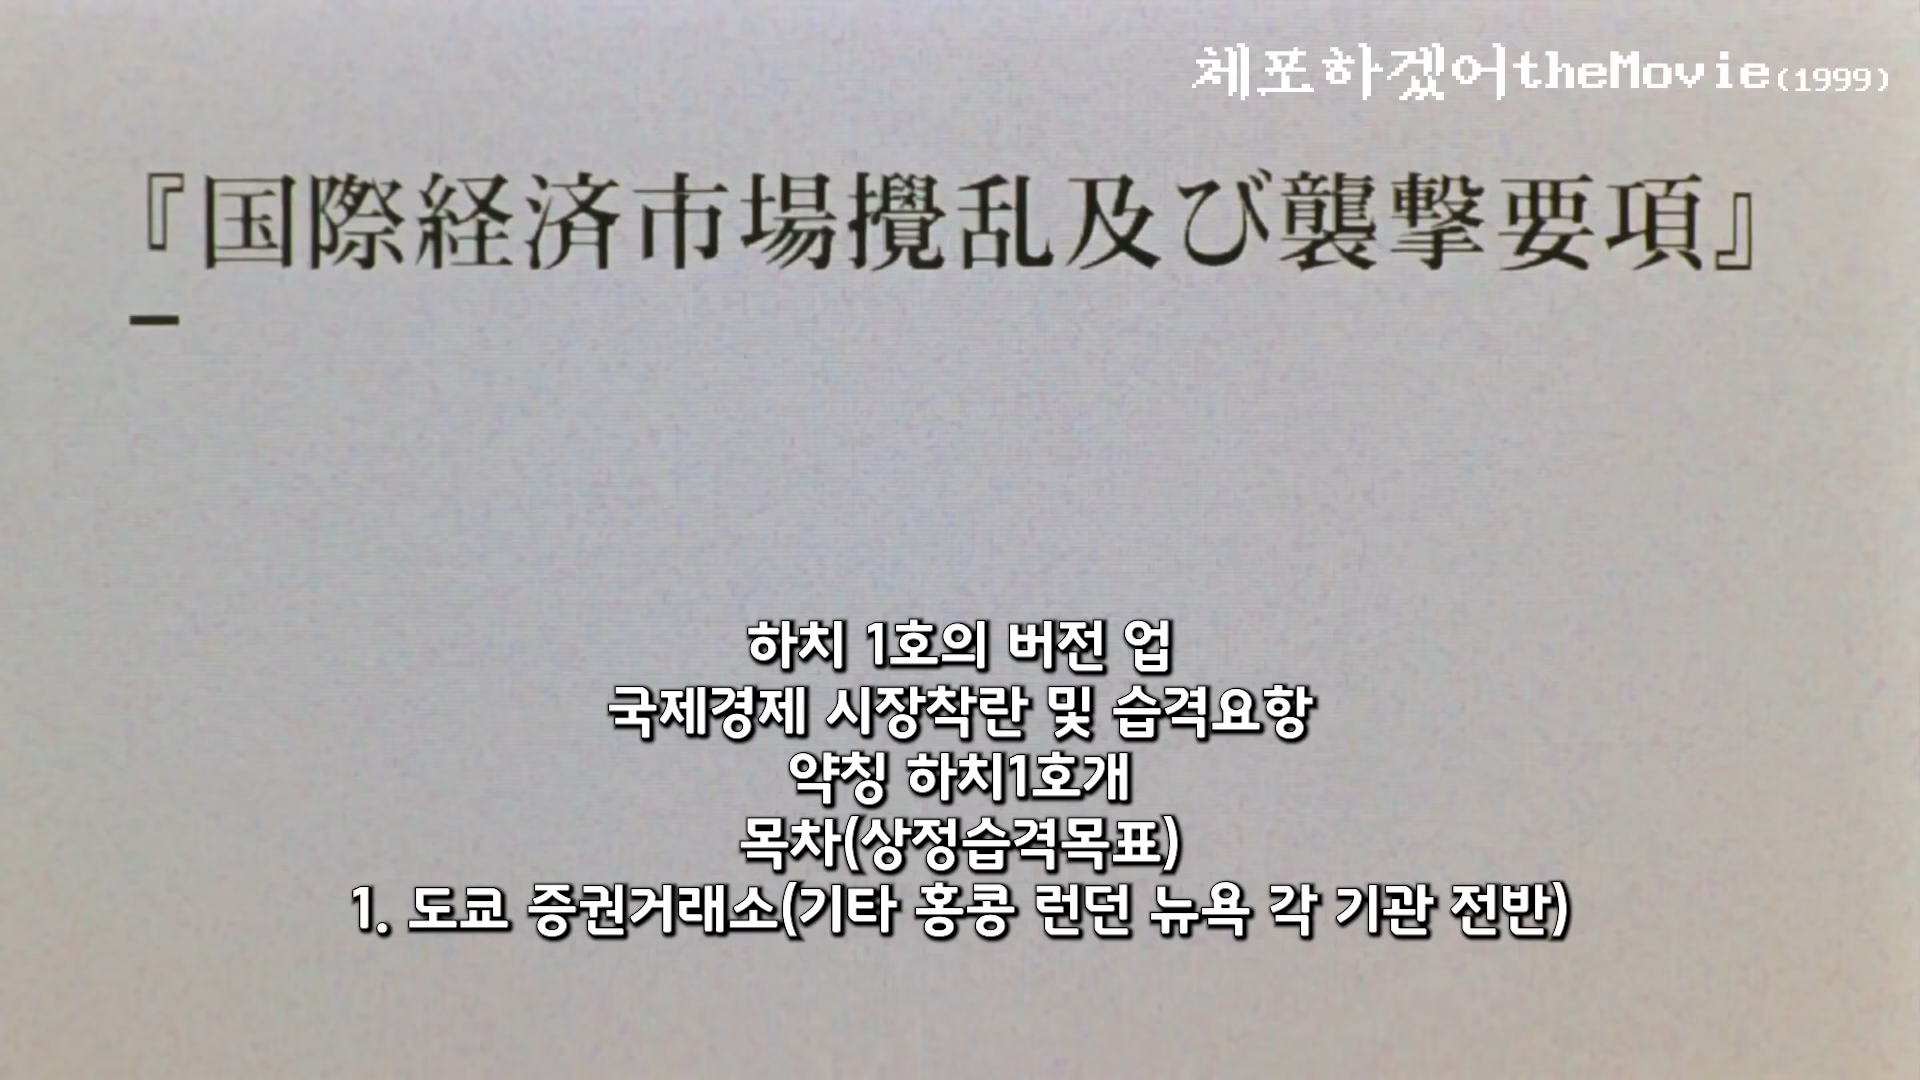 체포하겠어theMovie(1999)
『国際経済市場攪乱及び襲撃要項』
하치 1호의 버전 업
국제경제 시장착란 및 습격요항
약칭 하치1호개
목차(상정습격목표)
1. 도쿄 증권거래소(기타 홍콩 런던 뉴욕 각 기관 전반)